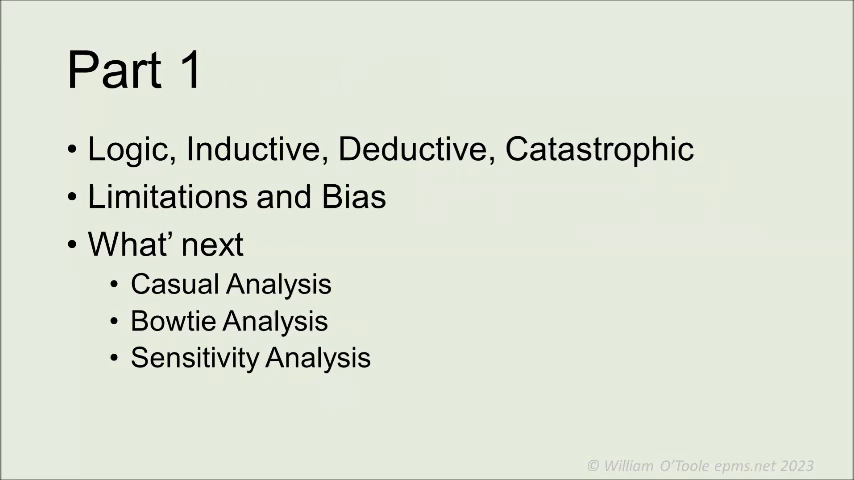 Part 1
• Logic, Inductive, Deductive, Catastrophic
• Limitations and Bias
• What’ next
• Casual Analysis
• Bowtie Analysis
• Sensitivity Analysis
© William O’Toole epms.net 2023